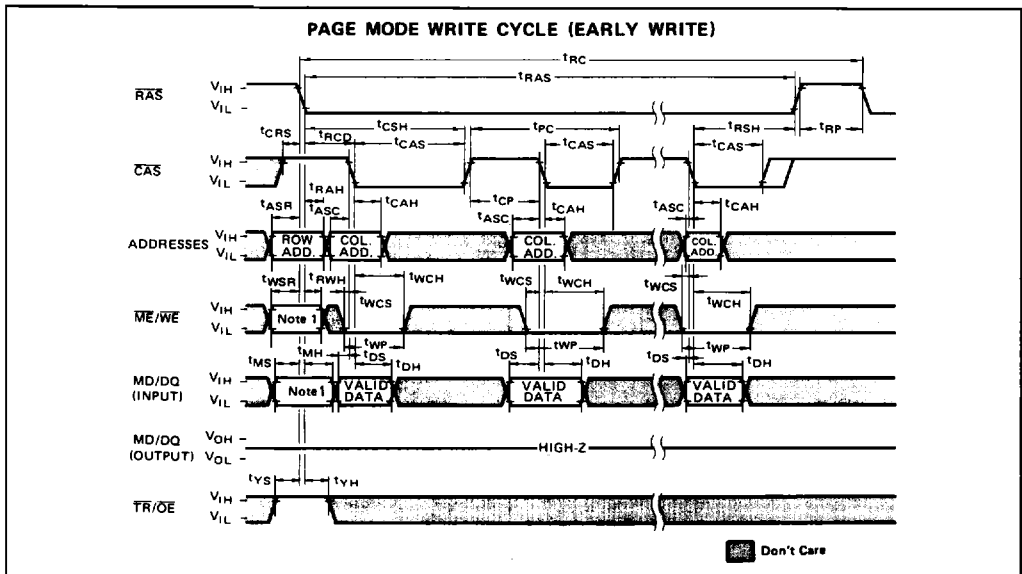 PAGE MODE WRITE CYCLE (EARLY WRITE)
tRC
tRAS
RAS VIH
VIL
tCRS tRCD tCSH tPC tRSH tRP
tCAS tCAS tCAS
CAS VIH
VIL
tASR tRAH tASC tCAH tCP tASC tCAH tASC tCAH
ADDRESSES VIH
VIL
ROW ADD. COL. ADD. COL. ADD. COL. ADD.
tWSR tRWH tWCS tWCH tWCS tWCH tWCS tWCH
ME/WE VIH
VIL
Note 1
tWP tWP tWP
tMS tMH tDS tDH tDS tDH tDS tDH
MD/DQ (INPUT) VIH
VIL
Note 1 VALID DATA VALID DATA VALID DATA
MD/DQ (OUTPUT) VOH
VOL
HIGH-Z
tYS tYH
TR/OE VIH
VIL
Don't Care